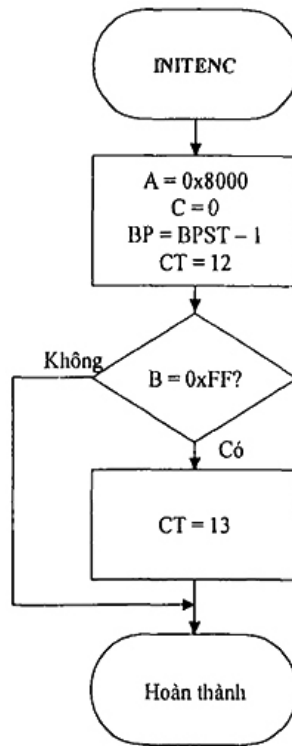 INITENC
A = 0x8000
C = 0
BP = BPST – 1
CT = 12
Không
B = 0xFF?
Có
CT = 13
Hoàn thành